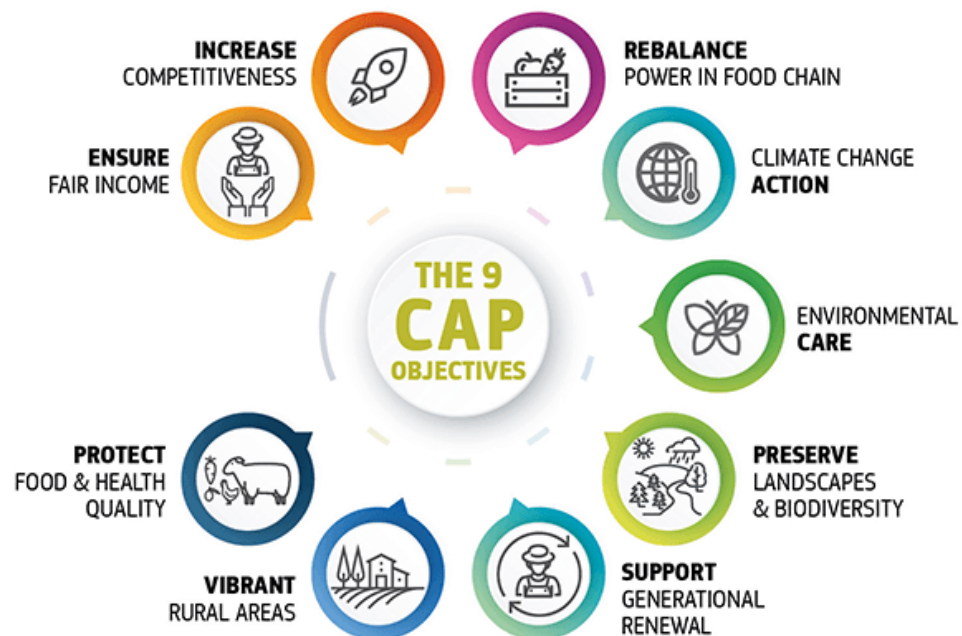 INCREASE
COMPETITIVENESS
REBALANCE
POWER IN FOOD CHAIN
ENSURE
FAIR INCOME
CLIMATE CHANGE
ACTION
THE 9
CAP
OBJECTIVES
ENVIRONMENTAL
CARE
PROTECT
FOOD & HEALTH
QUALITY
PRESERVE
LANDSCAPES
& BIODIVERSITY
VIBRANT
RURAL AREAS
SUPPORT
GENERATIONAL
RENEWAL